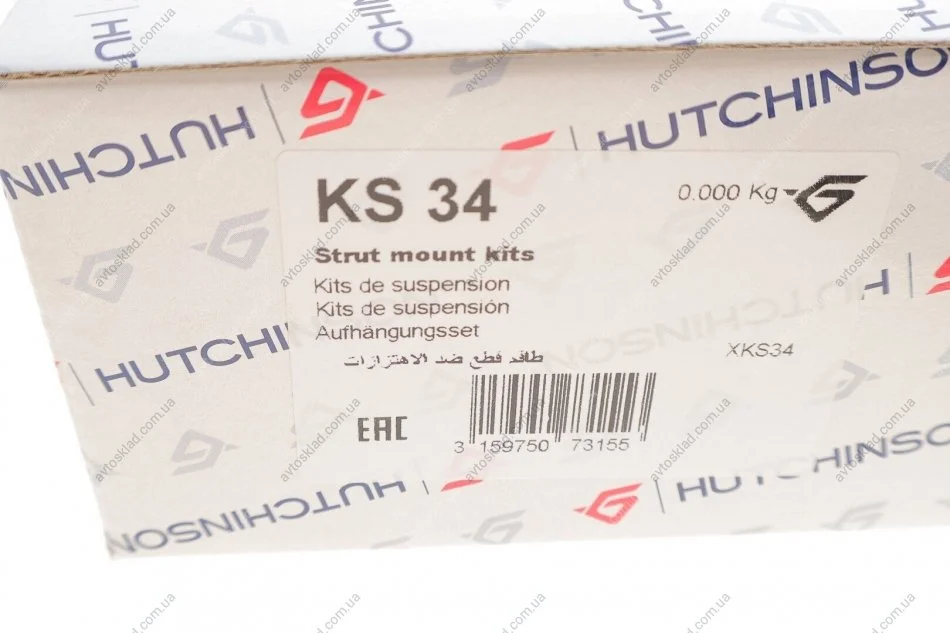 HUTCHINSON
HUTCHINSON
KS 34
0.000 Kg
Strut mount kits
Kits de suspension
Kits de suspensión
Aufhängungsset
طاقم قطع ضد الاهتزازات
XKS34
EAC
3 159750 73155
HUTCHINSON
HUTCHINSON
HUTCHINSON
avtosklad.com.ua